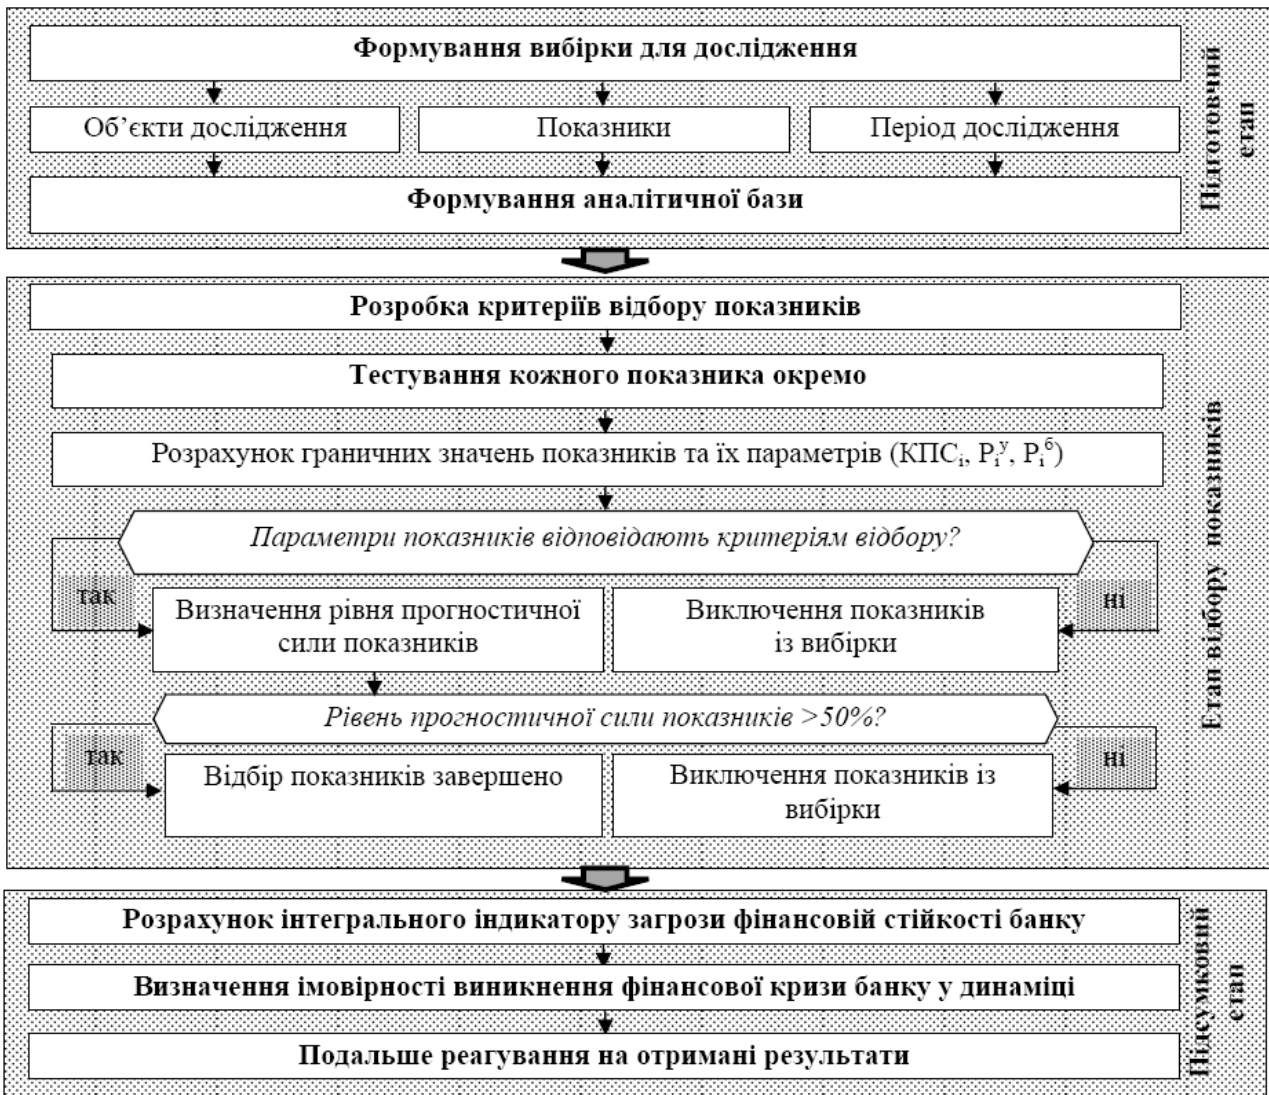 Формування вибірки для дослідження
Об’єкти дослідження
Показники
Період дослідження
Формування аналітичної бази
Підготовчий
етап
Розробка критеріїв відбору показників
Тестування кожного показника окремо
Розрахунок граничних значень показників та їх параметрів (КПСᵢ, Рᵢʸ, Рᵢᵟ)
Параметри показників відповідають критеріям відбору?
так
ні
Визначення рівня прогностичної
сили показників
Виключення показників
із вибірки
Рівень прогностичної сили показників >50%?
так
ні
Відбір показників завершено
Виключення показників із
вибірки
Етап відбору показників
Розрахунок інтегрального індикатору загрози фінансовій стійкості банку
Визначення імовірності виникнення фінансової кризи банку у динаміці
Подальше реагування на отримані результати
Підсумковий
етап